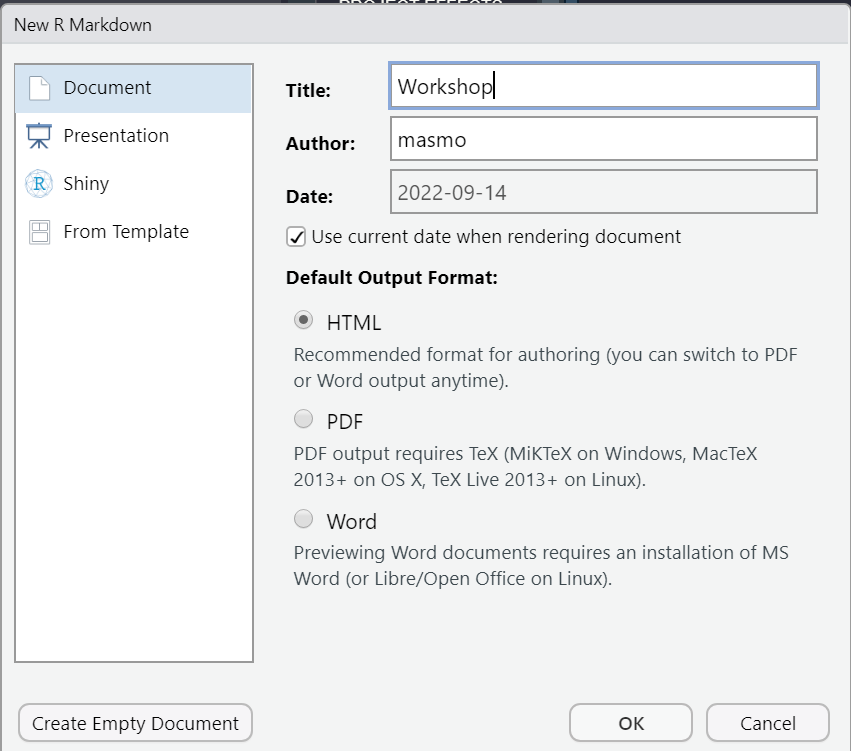 PROJECT EFFECTS
New R Markdown
Document
Presentation
R Shiny
From Template
Title: Workshop
Author: masmo
Date: 2022-09-14
Use current date when rendering document
Default Output Format:
HTML
Recommended format for authoring (you can switch to PDF
or Word output anytime).
PDF
PDF output requires TeX (MiKTeX on Windows, MacTeX
2013+ on OS X, TeX Live 2013+ on Linux).
Word
Previewing Word documents requires an installation of MS
Word (or Libre/Open Office on Linux).
Create Empty Document
OK
Cancel